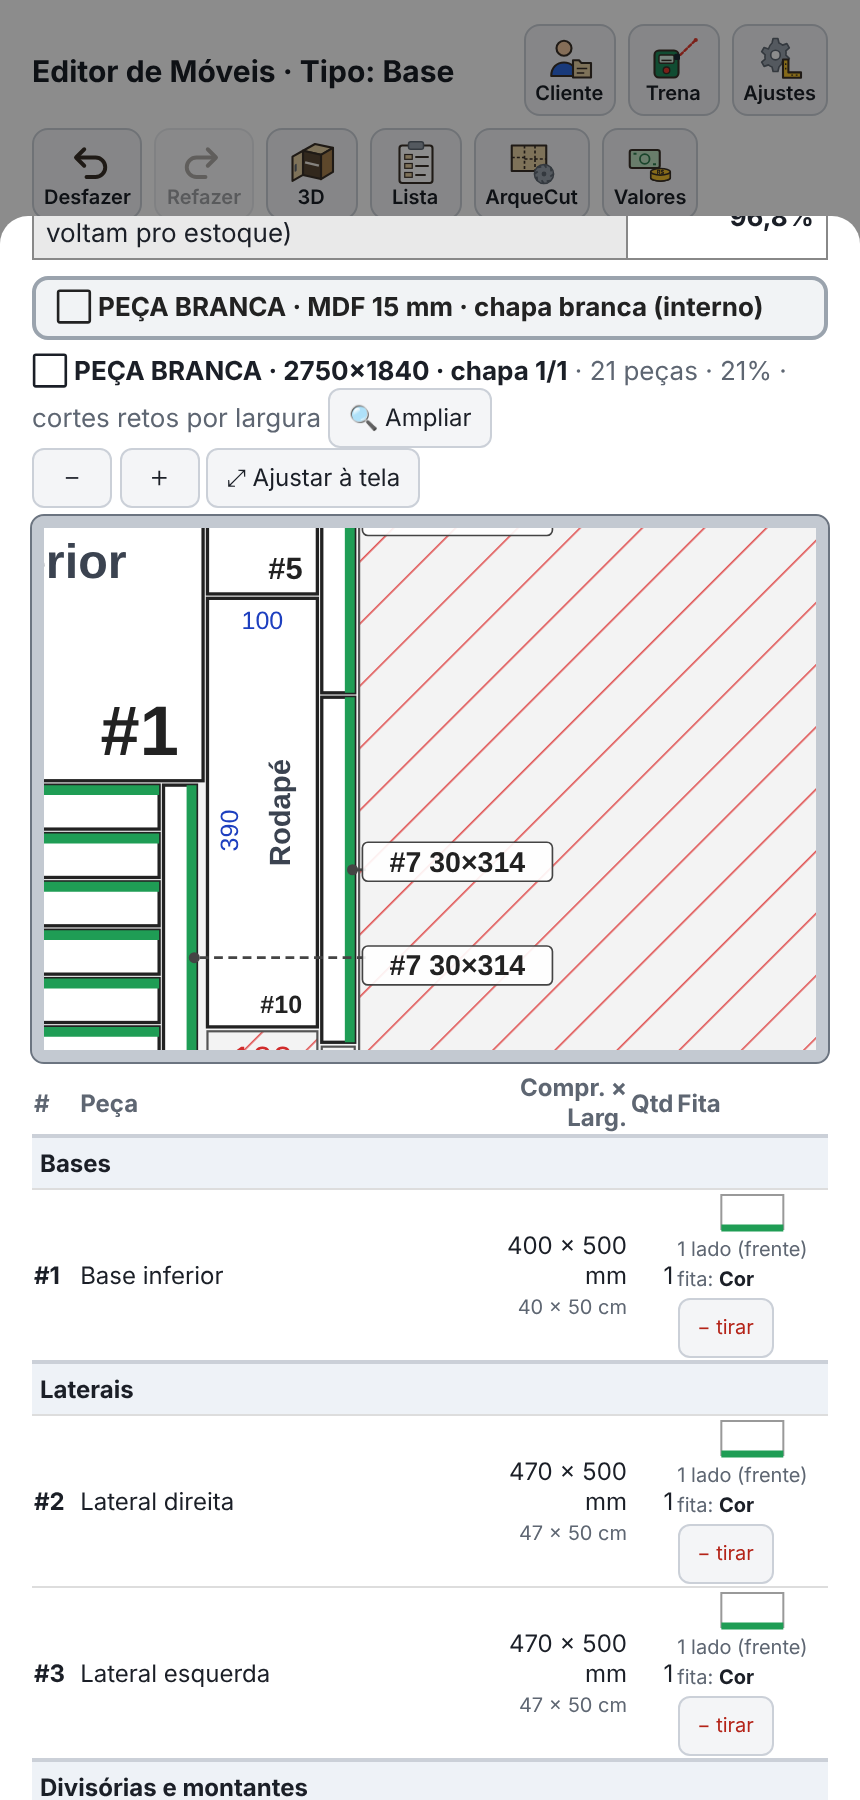 Editor de Móveis · Tipo: Base
Cliente
Trena
Ajustes
Desfazer
Refazer
3D
Lista
ArqueCut
Valores
voltam pro estoque)
96,8%
PEÇA BRANCA · MDF 15 mm · chapa branca (interno)
PEÇA BRANCA · 2750×1840 · chapa 1/1 · 21 peças · 21% ·
cortes retos por largura
Ampliar
−
+
Ajustar à tela
rior
#5
100
#1
390
Rodapé
#7 30×314
#7 30×314
#10
# Peça Compr. × Larg. Qtd Fita
Bases
#1 Base inferior
400 × 500
mm
40 × 50 cm
1
1 lado (frente)
fita: Cor
− tirar
Laterais
#2 Lateral direita
470 × 500
mm
47 × 50 cm
1
1 lado (frente)
fita: Cor
− tirar
#3 Lateral esquerda
470 × 500
mm
47 × 50 cm
1
1 lado (frente)
fita: Cor
− tirar
Divisórias e montantes